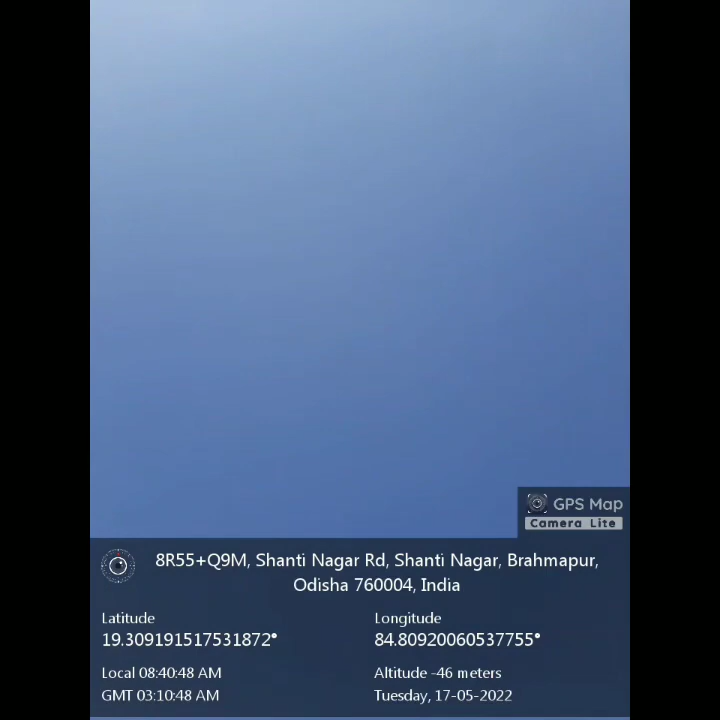 GPS Map
Camera Lite
8R55+Q9M, Shanti Nagar Rd, Shanti Nagar, Brahmapur,
Odisha 760004, India
Latitude
19.309191517531872°
Longitude
84.80920060537755°
Local 08:40:48 AM
GMT 03:10:48 AM
Altitude -46 meters
Tuesday, 17-05-2022